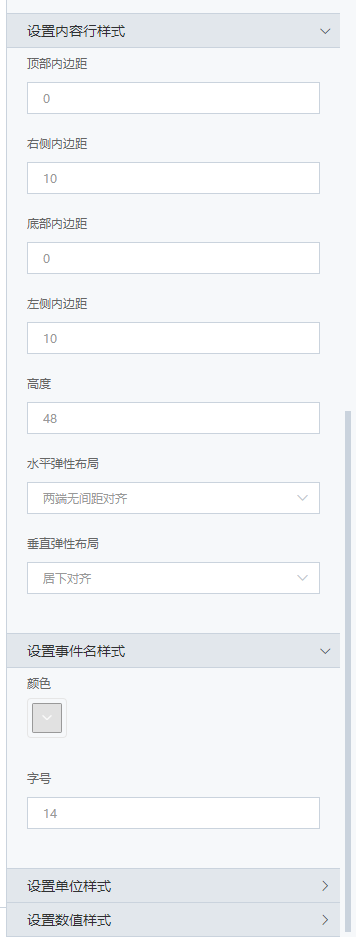 设置内容行样式
顶部内边距
0
右侧内边距
10
底部内边距
0
左侧内边距
10
高度
48
水平弹性布局
两端无间距对齐
垂直弹性布局
居下对齐
设置事件名样式
颜色
字号
14
设置单位样式
设置数值样式